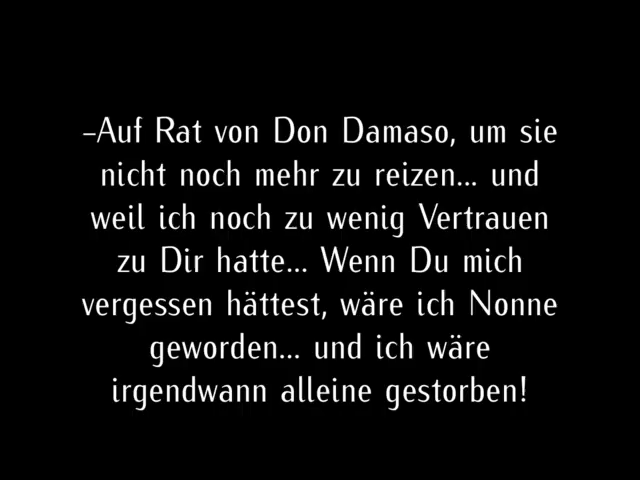 –Auf Rat von Don Damaso, um sie
nicht noch mehr zu reizen... und
weil ich noch zu wenig Vertrauen
zu Dir hatte... Wenn Du mich
vergessen hättest, wäre ich Nonne
geworden... und ich wäre
irgendwann alleine gestorben!